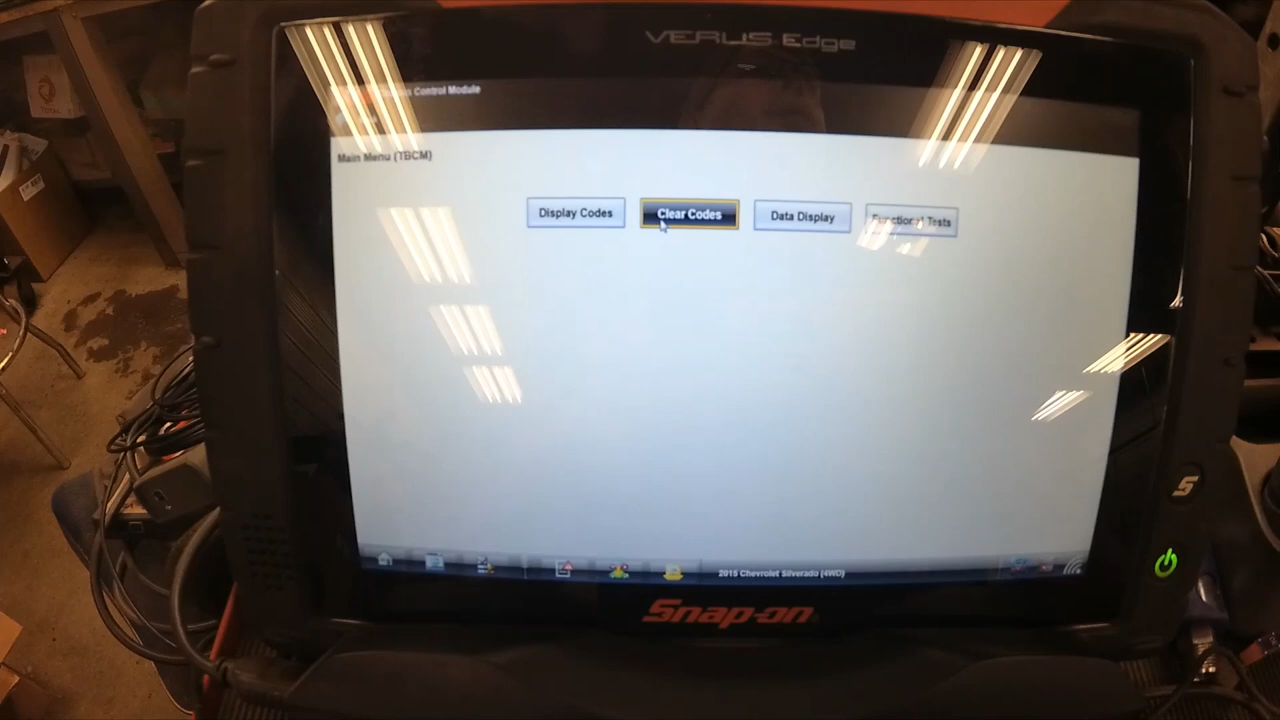 VERUS Edge
Control Module
Main Menu (TBCM)
Display Codes
Clear Codes
Data Display
Functional Tests
2015 Chevrolet Silverado (4WD)
S
Snap-on